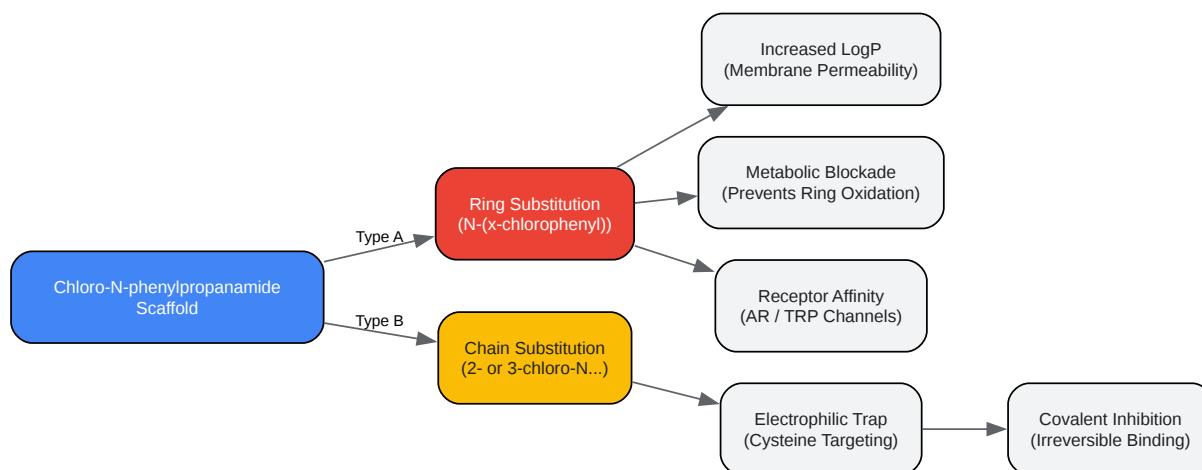 Increased LogP
(Membrane Permeability)
Metabolic Blockade
(Prevents Ring Oxidation)
Ring Substitution
(N-(x-chlorophenyl))
Type A
Chloro-N-phenylpropanamide
Scaffold
Receptor Affinity
(AR / TRP Channels)
Type B
Chain Substitution
(2- or 3-chloro-N...)
Electrophilic Trap
(Cysteine Targeting)
Covalent Inhibition
(Irreversible Binding)